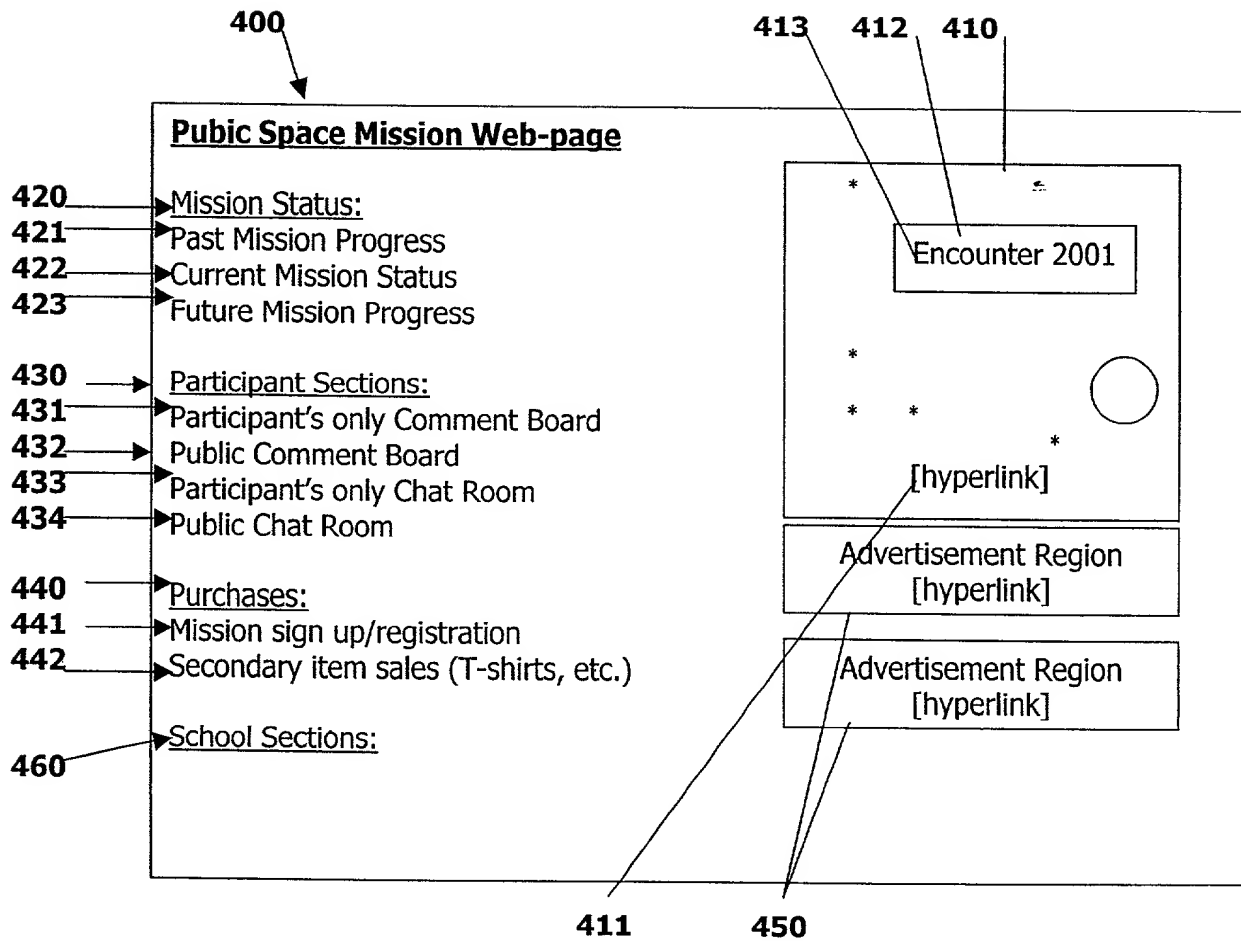 400
413 412 410
Pubic Space Mission Web-page
420 Mission Status:
421 Past Mission Progress
422 Current Mission Status
423 Future Mission Progress
* *
Encounter 2001
*
* *
*
[hyperlink]
430 Participant Sections:
431 Participant's only Comment Board
432 Public Comment Board
433 Participant's only Chat Room
434 Public Chat Room
Advertisement Region
[hyperlink]
440 Purchases:
441 Mission sign up/registration
442 Secondary item sales (T-shirts, etc.)
Advertisement Region
[hyperlink]
460 School Sections:
411 450